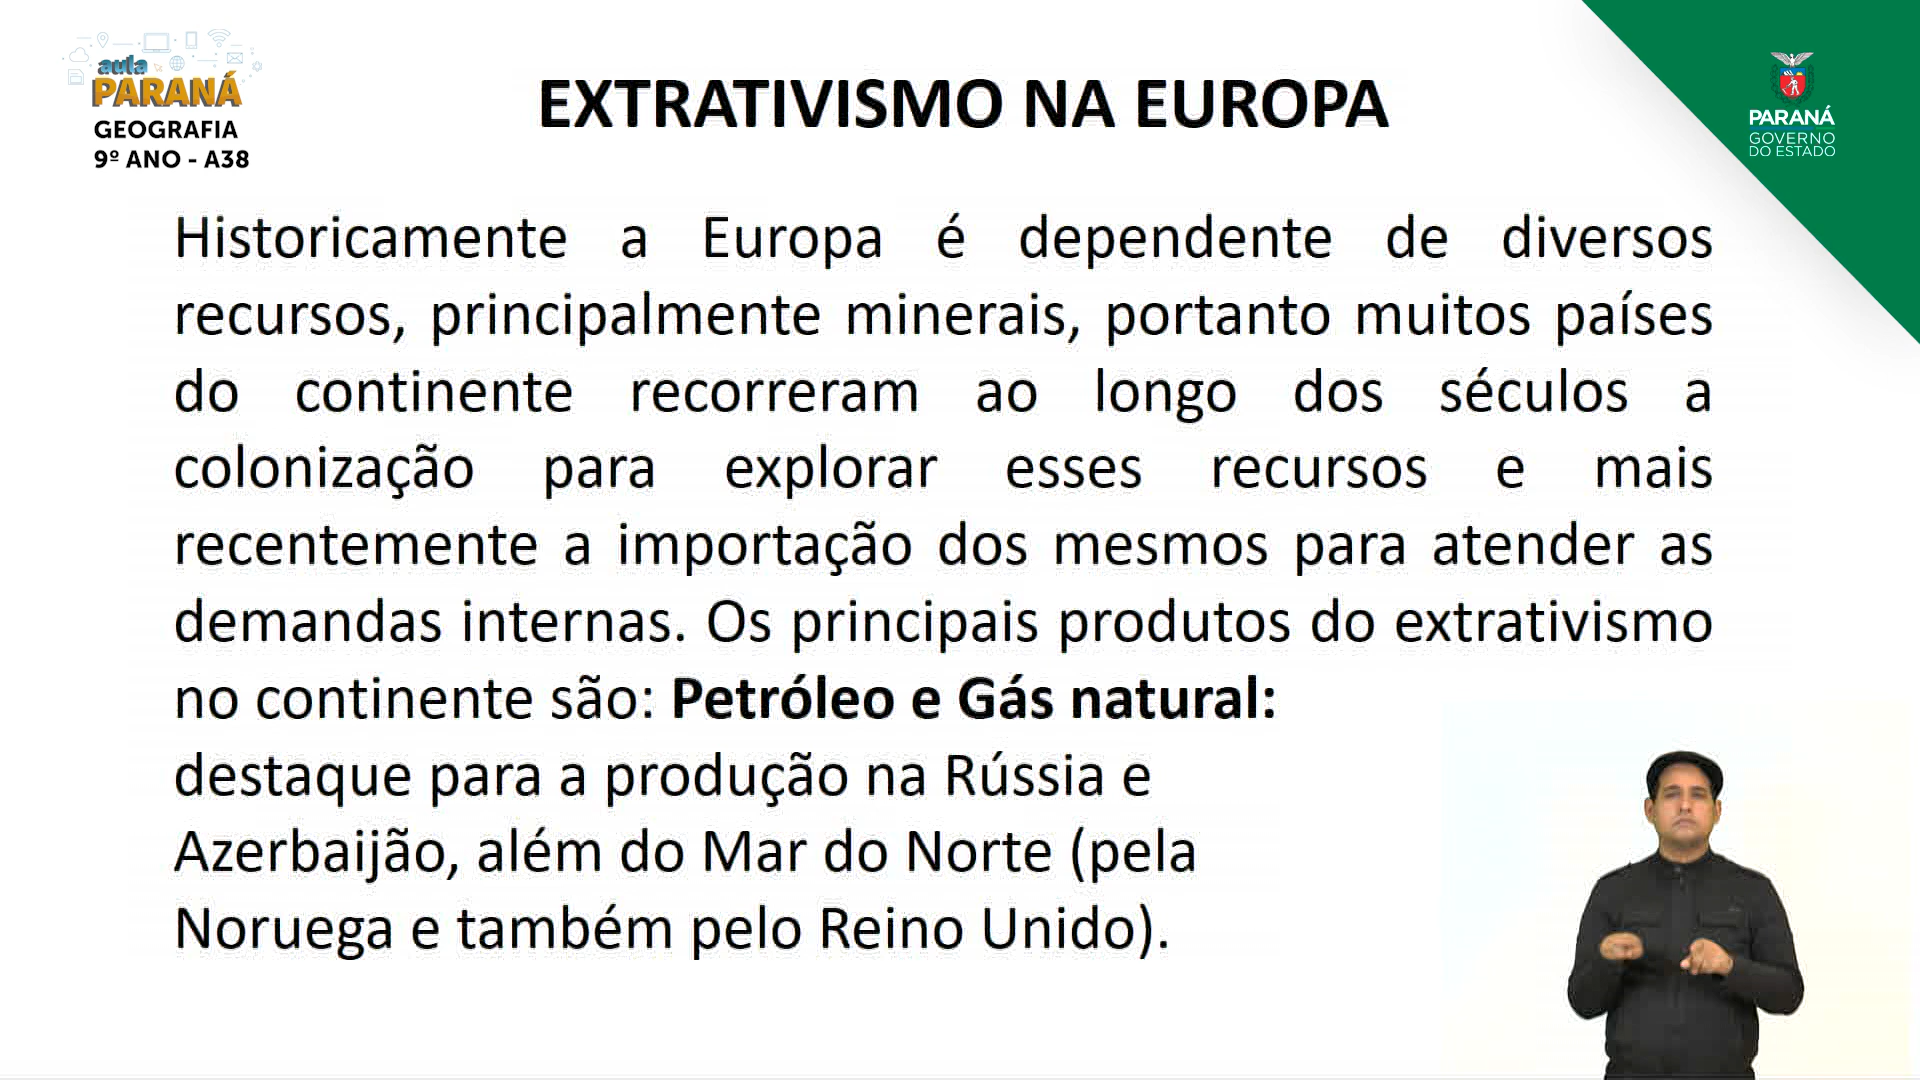 aula
PARANÁ
GEOGRAFIA
9º ANO - A38
EXTRATIVISMO NA EUROPA
PARANÁ
GOVERNO
DO ESTADO
Historicamente a Europa é dependente de diversos
recursos, principalmente minerais, portanto muitos países
do continente recorreram ao longo dos séculos a
colonização para explorar esses recursos e mais
recentemente a importação dos mesmos para atender as
demandas internas. Os principais produtos do extrativismo
no continente são: Petróleo e Gás natural:
destaque para a produção na Rússia e
Azerbaijão, além do Mar do Norte (pela
Noruega e também pelo Reino Unido).